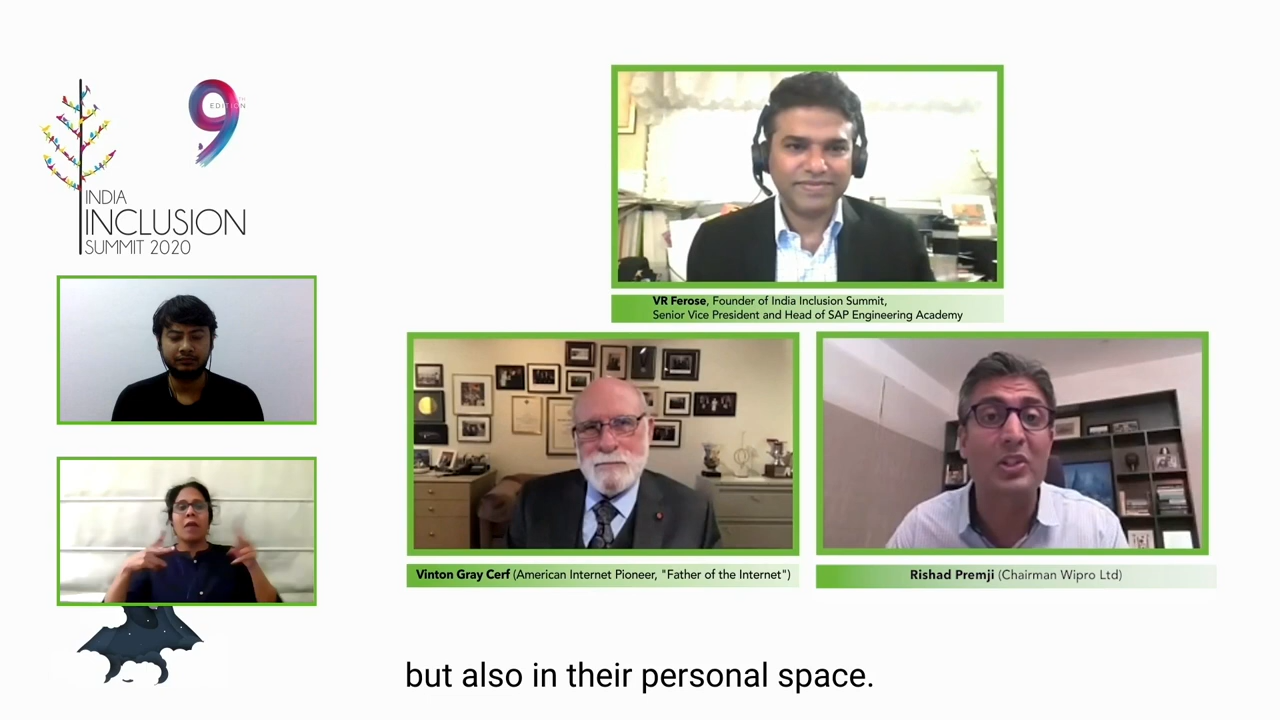 9
TH
EDITION
INDIA
INCLUSION
SUMMIT 2020
VR Ferose, Founder of India Inclusion Summit,
Senior Vice President and Head of SAP Engineering Academy
Vinton Gray Cerf (American Internet Pioneer, "Father of the Internet")
Rishad Premji (Chairman Wipro Ltd)
but also in their personal space.